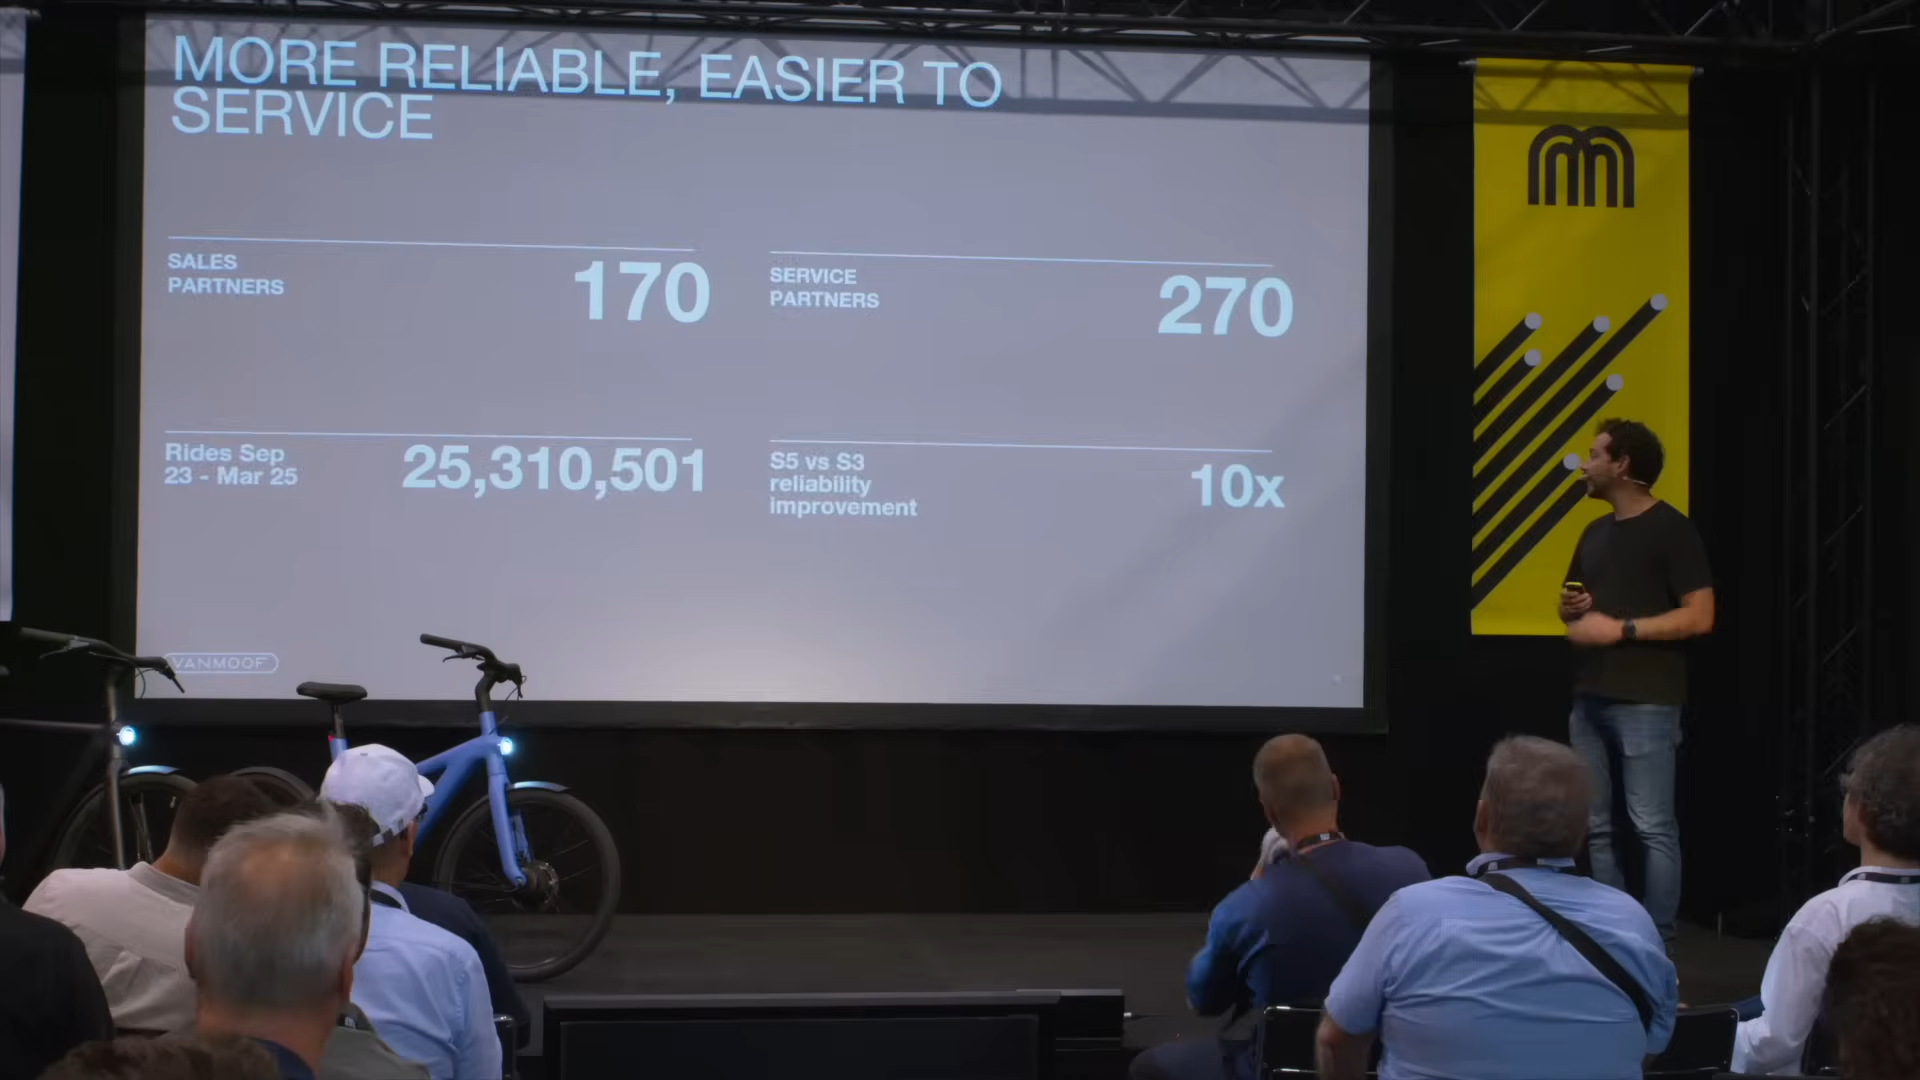 MORE RELIABLE, EASIER TO
SERVICE
SALES
PARTNERS
170
SERVICE
PARTNERS
270
Rides Sep
23 - Mar 25
25,310,501
S5 vs S3
reliability
improvement
10x
VANMOOF